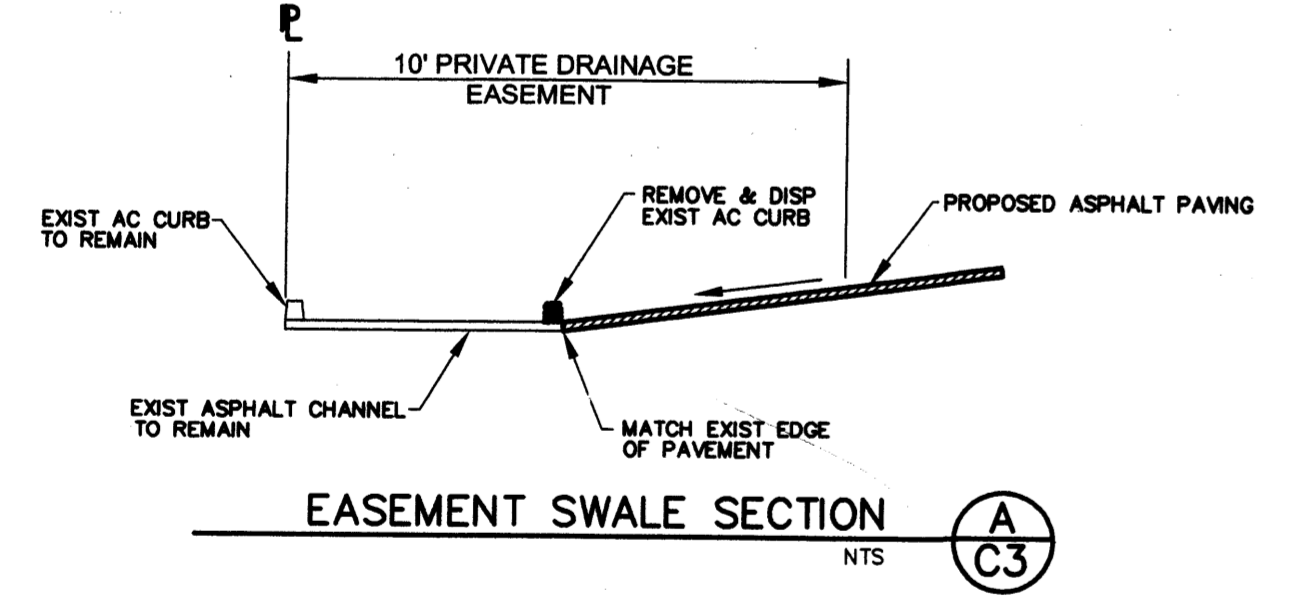 PL
10' PRIVATE DRAINAGE
EASEMENT
REMOVE & DISP
EXIST AC CURB
PROPOSED ASPHALT PAVING
EXIST AC CURB
TO REMAIN
EXIST ASPHALT CHANNEL
TO REMAIN
MATCH EXIST EDGE
OF PAVEMENT
EASEMENT SWALE SECTION
NTS
A
C3